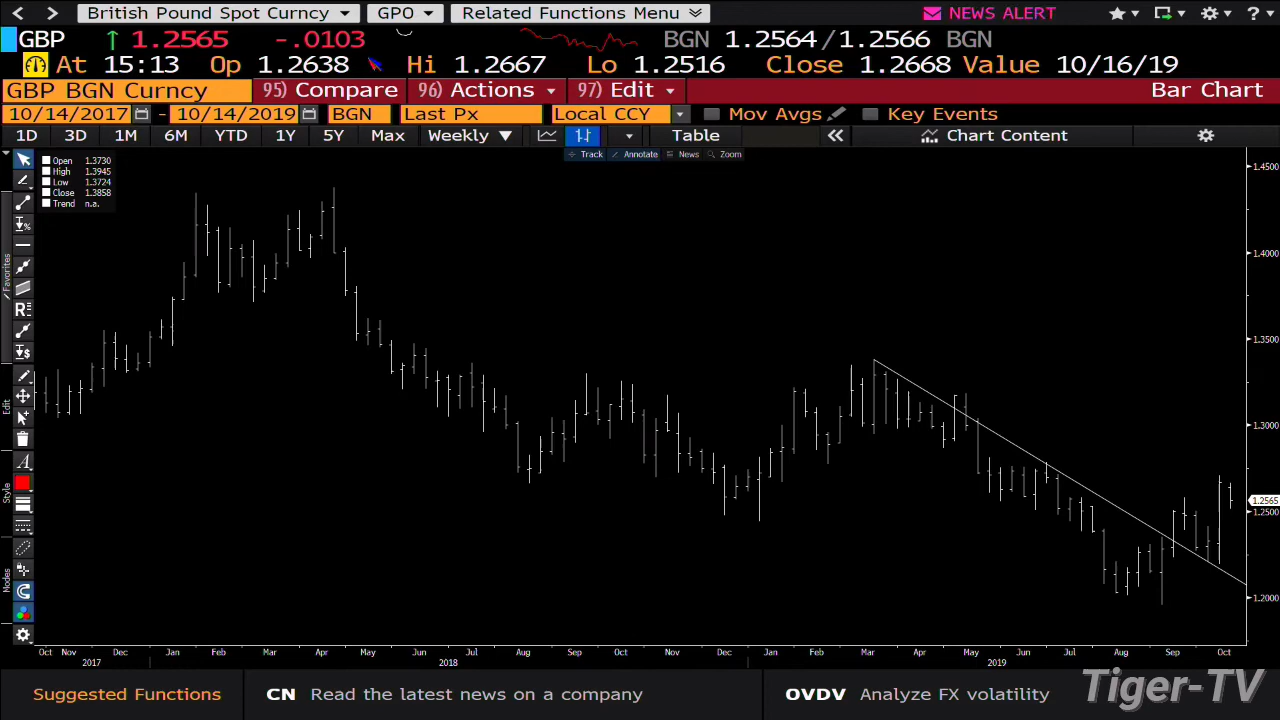 British Pound Spot Curncy GPO Related Functions Menu NEWS ALERT ?
GBP 1.2565 -.0103 BGN 1.2564/1.2566 BGN
At 15:13 Op 1.2638 Hi 1.2667 Lo 1.2516 Close 1.2668 Value 10/16/19
GBP BGN Curncy 95) Compare 96) Actions 97) Edit Bar Chart
10/14/2017 - 10/14/2019 BGN Last Px Local CCY Mov Avgs Key Events
1D 3D 1M 6M YTD 1Y 5Y Max Weekly Table Chart Content
Track Annotate News Zoom
Open 1.3730
High 1.3945
Low 1.3724
Close 1.3858
Trend n.a.
Favorites
Edit
Style
Modes
1.4500
1.4000
1.3500
1.3000
1.2565
1.2500
1.2000
Oct Nov Dec Jan Feb Mar Apr May Jun Jul Aug Sep Oct Nov Dec Jan Feb Mar Apr May Jun Jul Aug Sep Oct
2017 2018 2019
Suggested Functions CN Read the latest news on a company OVDV Analyze FX volatility
Tiger-TV